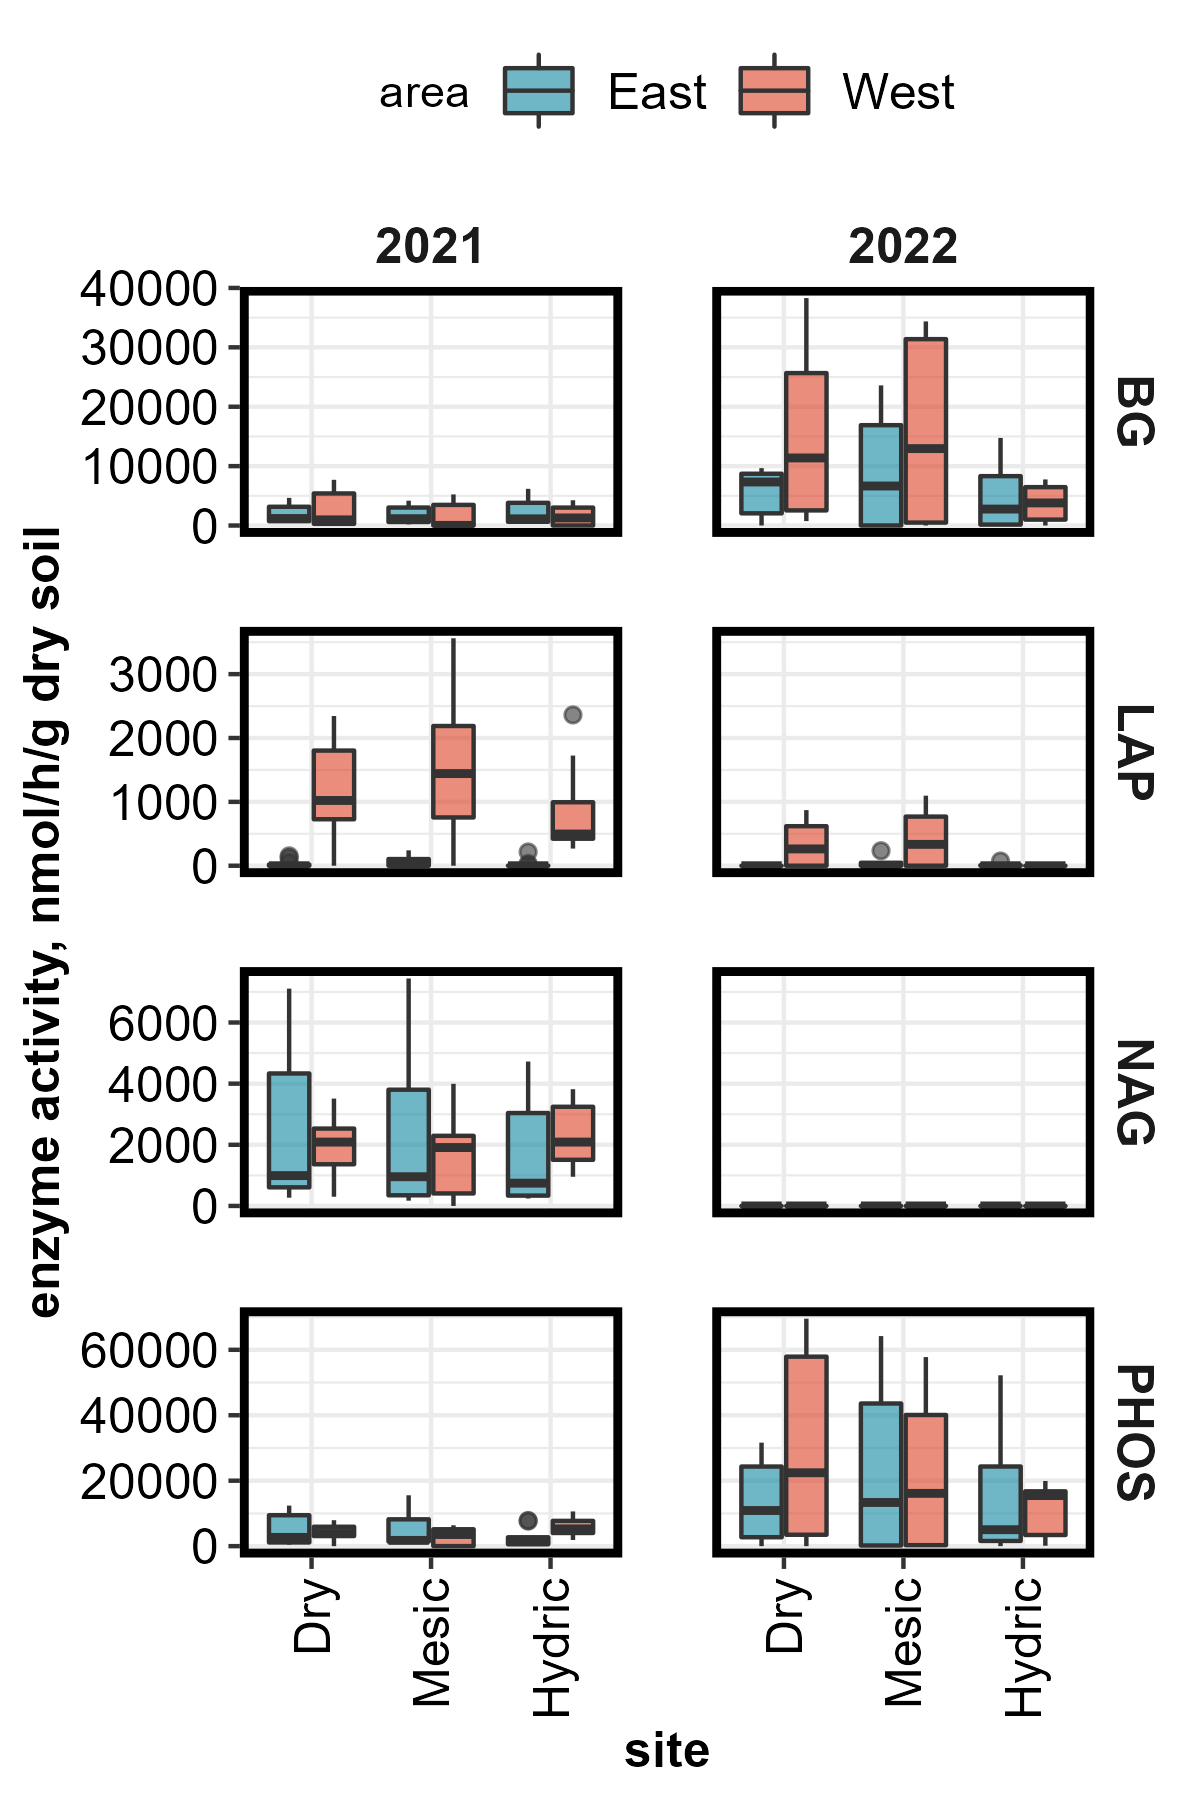 area East West
2021 2022
40000
30000
20000
10000
0
BG
3000
2000
1000
0
LAP
6000
4000
2000
0
NAG
60000
40000
20000
0
PHOS
enzyme activity, nmol/h/g dry soil
Dry Mesic Hydric Dry Mesic Hydric
site